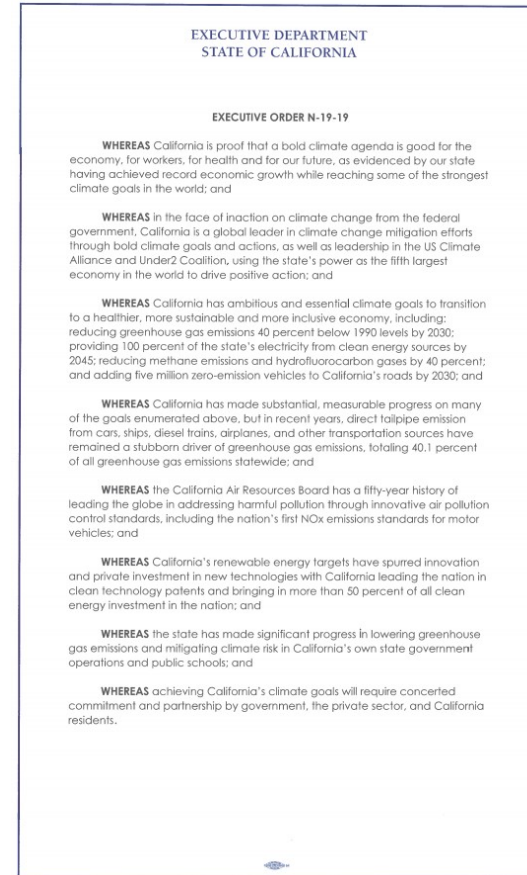 EXECUTIVE DEPARTMENT
STATE OF CALIFORNIA
EXECUTIVE ORDER N-19-19
WHEREAS California is proof that a bold climate agenda is good for the
economy, for workers, for health and for our future, as evidenced by our state
having achieved record economic growth while reaching some of the strongest
climate goals in the world; and
WHEREAS in the face of inaction on climate change from the federal
government, California is a global leader in climate change mitigation efforts
through bold climate goals and actions, as well as leadership in the US Climate
Alliance and Under2 Coalition, using the state's power as the fifth largest
economy in the world to drive positive action; and
WHEREAS California has ambitious and essential climate goals to transition
to a healthier, more sustainable and more inclusive economy, including:
reducing greenhouse gas emissions 40 percent below 1990 levels by 2030;
providing 100 percent of the state's electricity from clean energy sources by
2045; reducing methane emissions and hydrofluorocarbon gases by 40 percent;
and adding five million zero-emission vehicles to California's roads by 2030; and
WHEREAS California has made substantial, measurable progress on many
of the goals enumerated above, but in recent years, direct tailpipe emission
from cars, ships, diesel trains, airplanes, and other transportation sources have
remained a stubborn driver of greenhouse gas emissions, totaling 40.1 percent
of all greenhouse gas emissions statewide; and
WHEREAS the California Air Resources Board has a fifty-year history of
leading the globe in addressing harmful pollution through innovative air pollution
control standards, including the nation's first NOx emissions standards for motor
vehicles; and
WHEREAS California's renewable energy targets have spurred innovation
and private investment in new technologies with California leading the nation in
clean technology patents and bringing in more than 50 percent of all clean
energy investment in the nation; and
WHEREAS the state has made significant progress in lowering greenhouse
gas emissions and mitigating climate risk in California's own state government
operations and public schools; and
WHEREAS achieving California's climate goals will require concerted
commitment and partnership by government, the private sector, and California
residents.